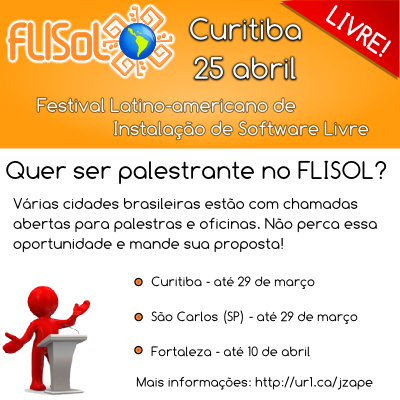 FLISoL
Curitiba
25 abril
LIVRE!
Festival Latino-americano de
Instalação de Software Livre
Quer ser palestrante no FLISOL?
Várias cidades brasileiras estão com chamadas
abertas para palestras e oficinas. Não perca essa
oportunidade e mande sua proposta!
Curitiba - até 29 de março
São Carlos (SP) - até 29 de março
Fortaleza - até 10 de abril
Mais informações: http://ur1.ca/jzape